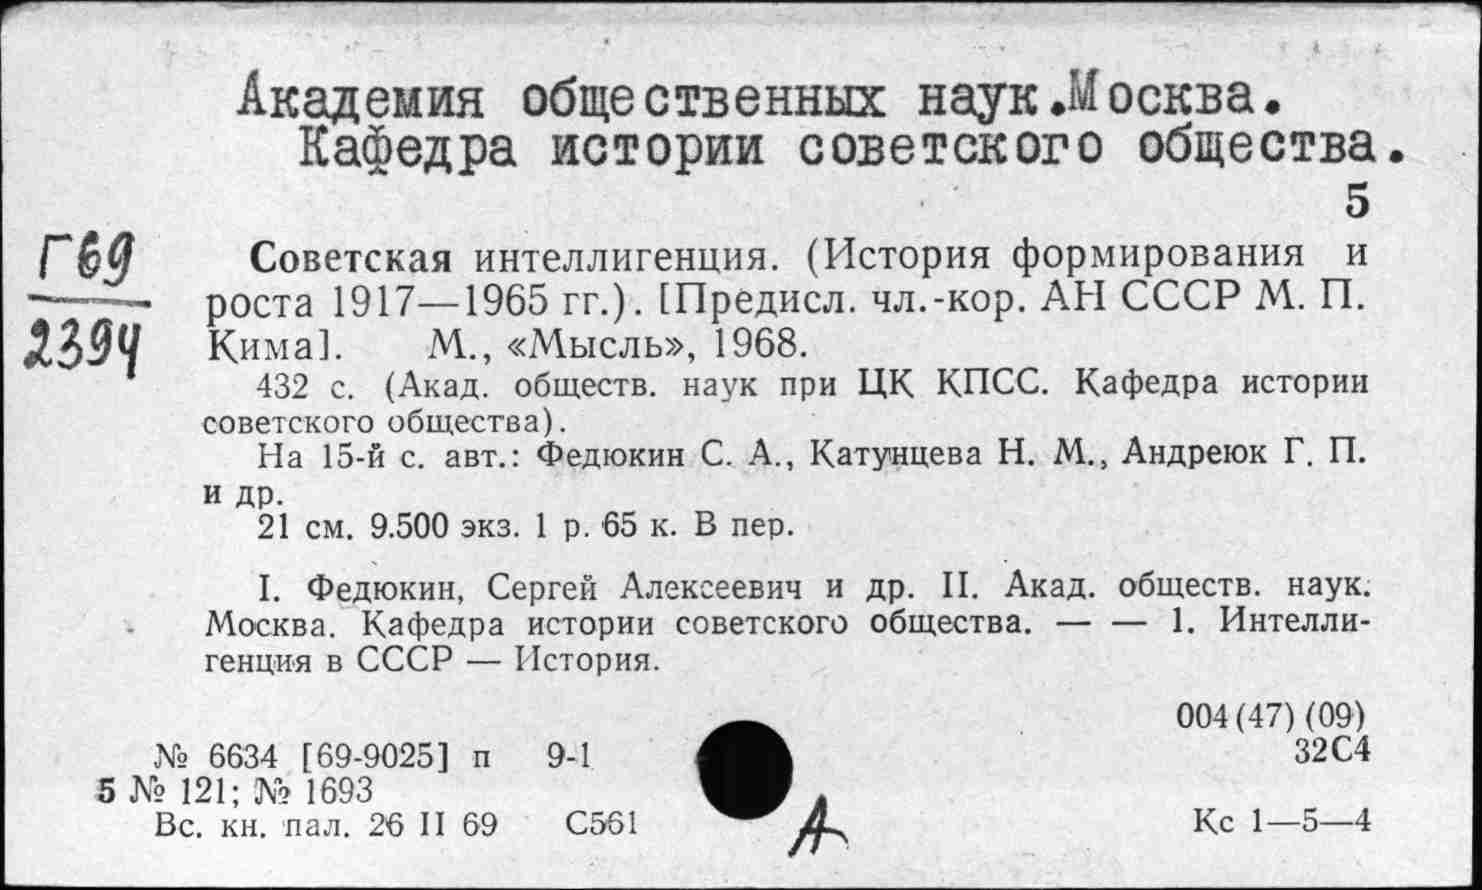 Академия общественных наук.Москва.
Кафедра истории советского общества.
5
Г69
2394
Советская интеллигенция. (История формирования и
роста 1917—1965 гг.). [Предисл. чл.-кор. АН СССР М. П.
Кима]. М., «Мысль», 1968.
432 с. (Акад. обществ. наук при ЦК КПСС. Кафедра истории
советского общества).
На 15-й с. авт.: Федюкин С. А., Катунцева Н. М., Андреюк Г. П.
и др.
21 см. 9.500 экз. 1 р. 65 к. В пер.
I. Федюкин, Сергей Алексеевич и др. II. Акад. обществ. наук.
Москва. Кафедра истории советского общества. — — 1. Интелли-
генция в СССР — История.
004(47)(09)
№ 6634 [69-9025] п 9-1 32С4
5 № 121; № 1693
Вс. кн. пал. 26 II 69 С561 Кс 1—5—4